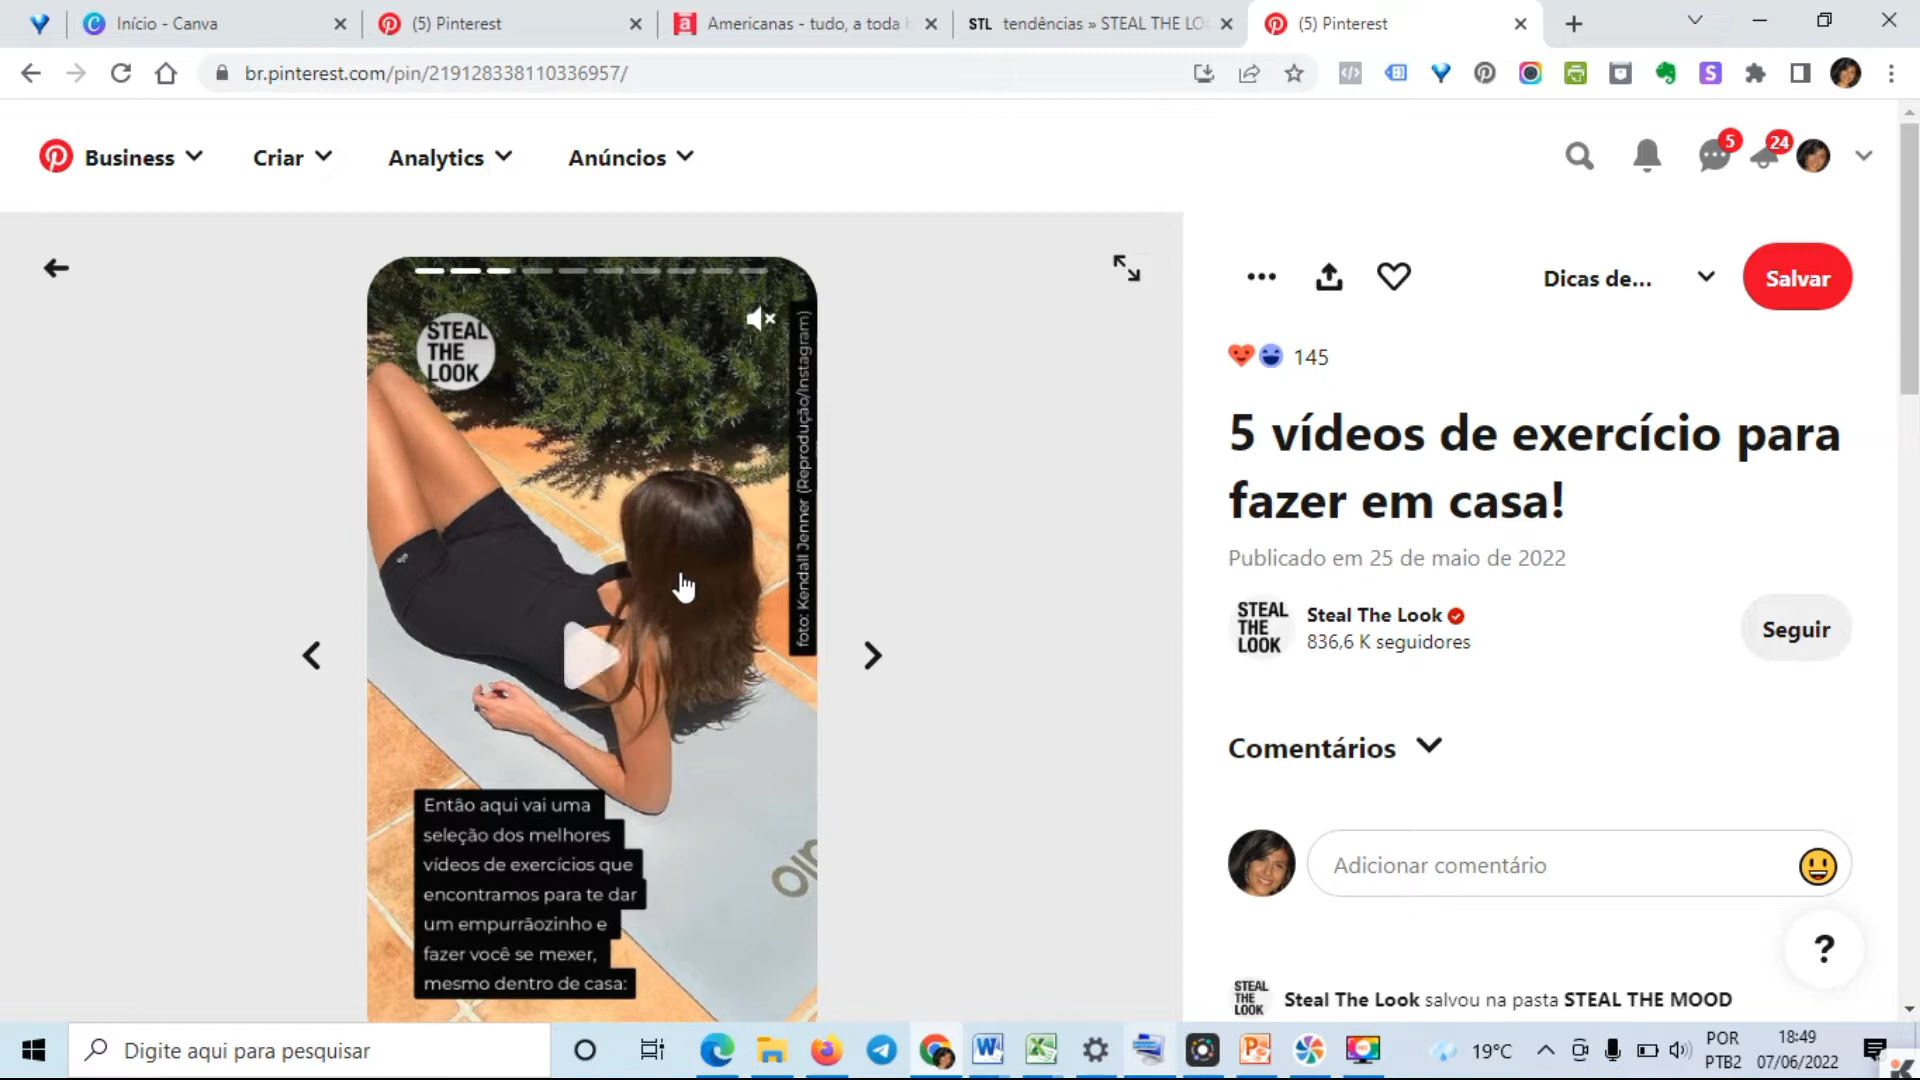 Início - Canva
(5) Pinterest
Americanas - tudo, a toda h
STL tendências » STEAL THE LO
(5) Pinterest
br.pinterest.com/pin/219128338110336957/
Business
Criar
Analytics
Anúncios
5
24
STEAL
THE
LOOK
foto: Kendall Jenner (Reprodução/Instagram)
Então aqui vai uma
seleção dos melhores
vídeos de exercícios que
encontramos para te dar
um empurrãozinho e
fazer você se mexer,
mesmo dentro de casa:
Dicas de...
Salvar
145
5 vídeos de exercício para
fazer em casa!
Publicado em 25 de maio de 2022
STEAL
THE
LOOK
Steal The Look
836,6 K seguidores
Seguir
Comentários
Adicionar comentário
?
STEAL
THE
LOOK
Steal The Look salvou na pasta STEAL THE MOOD
Digite aqui para pesquisar
19°C
POR
PTB2
18:49
07/06/2022